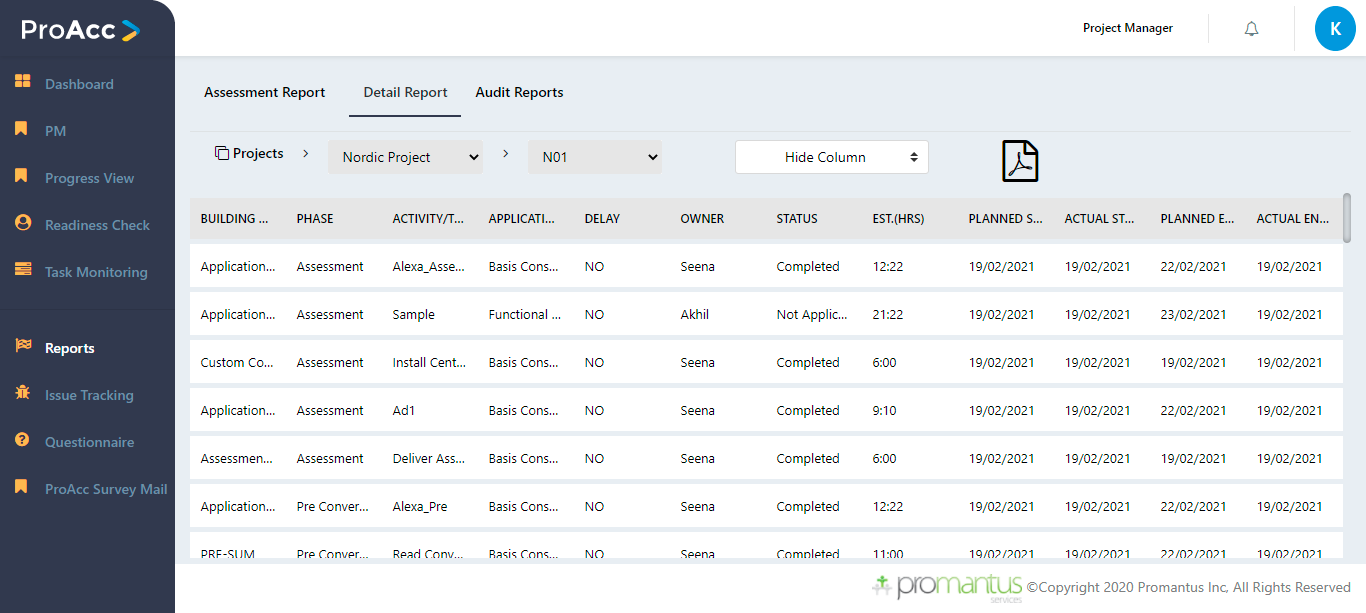 ProAcc
Project Manager
K
Dashboard
PM
Progress View
Readiness Check
Task Monitoring
Reports
Issue Tracking
Questionnaire
ProAcc Survey Mail
Assessment Report Detail Report Audit Reports
Projects > Nordic Project > N01 Hide Column
BUILDING ... PHASE ACTIVITY/T... APPLICATI... DELAY OWNER STATUS EST.(HRS) PLANNED S... ACTUAL ST... PLANNED E... ACTUAL EN...
Application... Assessment Alexa_Asse... Basis Cons... NO Seena Completed 12:22 19/02/2021 19/02/2021 22/02/2021 19/02/2021
Application... Assessment Sample Functional ... NO Akhil Not Applic... 21:22 19/02/2021 19/02/2021 23/02/2021 19/02/2021
Custom Co... Assessment Install Cent... Basis Cons... NO Seena Completed 6:00 19/02/2021 19/02/2021 19/02/2021 19/02/2021
Application... Assessment Ad1 Basis Cons... NO Seena Completed 9:10 19/02/2021 19/02/2021 22/02/2021 19/02/2021
Assessmen... Assessment Deliver Ass... Basis Cons... NO Seena Completed 6:00 19/02/2021 19/02/2021 19/02/2021 19/02/2021
Application... Pre Conver... Alexa_Pre Basis Cons... NO Seena Completed 12:22 19/02/2021 19/02/2021 22/02/2021 19/02/2021
PRE-SUM Pre Conver... Read Conv... Basis Cons... NO Seena Completed 11:00 19/02/2021 19/02/2021 22/02/2021 19/02/2021
promantus services ©Copyright 2020 Promantus Inc, All Rights Reserved